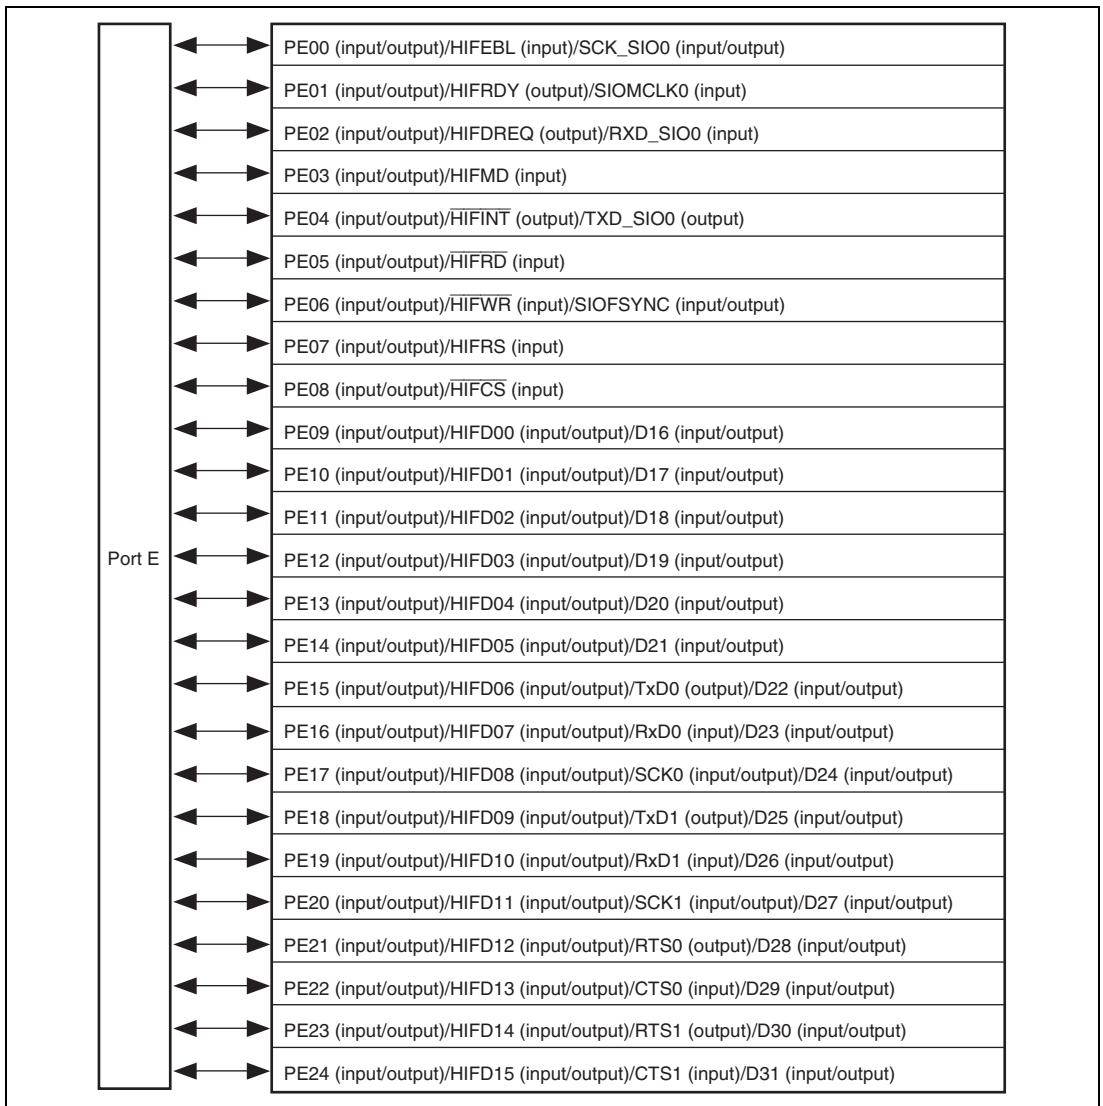 PE00 (input/output)/HIFEBL (input)/SCK_SIO0 (input/output)
PE01 (input/output)/HIFRDY (output)/SIOMCLK0 (input)
PE02 (input/output)/HIFDREQ (output)/RXD_SIO0 (input)
PE03 (input/output)/HIFMD (input)
PE04 (input/output)/H̅I̅F̅I̅N̅T̅ (output)/TXD_SIO0 (output)
PE05 (input/output)/H̅I̅F̅R̅D̅ (input)
PE06 (input/output)/H̅I̅F̅W̅R̅ (input)/SIOFSYNC (input/output)
PE07 (input/output)/HIFRS (input)
PE08 (input/output)/H̅I̅F̅C̅S̅ (input)
PE09 (input/output)/HIFD00 (input/output)/D16 (input/output)
PE10 (input/output)/HIFD01 (input/output)/D17 (input/output)
PE11 (input/output)/HIFD02 (input/output)/D18 (input/output)
Port E
PE12 (input/output)/HIFD03 (input/output)/D19 (input/output)
PE13 (input/output)/HIFD04 (input/output)/D20 (input/output)
PE14 (input/output)/HIFD05 (input/output)/D21 (input/output)
PE15 (input/output)/HIFD06 (input/output)/TxD0 (output)/D22 (input/output)
PE16 (input/output)/HIFD07 (input/output)/RxD0 (input)/D23 (input/output)
PE17 (input/output)/HIFD08 (input/output)/SCK0 (input/output)/D24 (input/output)
PE18 (input/output)/HIFD09 (input/output)/TxD1 (output)/D25 (input/output)
PE19 (input/output)/HIFD10 (input/output)/RxD1 (input)/D26 (input/output)
PE20 (input/output)/HIFD11 (input/output)/SCK1 (input/output)/D27 (input/output)
PE21 (input/output)/HIFD12 (input/output)/RTS0 (output)/D28 (input/output)
PE22 (input/output)/HIFD13 (input/output)/CTS0 (input)/D29 (input/output)
PE23 (input/output)/HIFD14 (input/output)/RTS1 (output)/D30 (input/output)
PE24 (input/output)/HIFD15 (input/output)/CTS1 (input)/D31 (input/output)